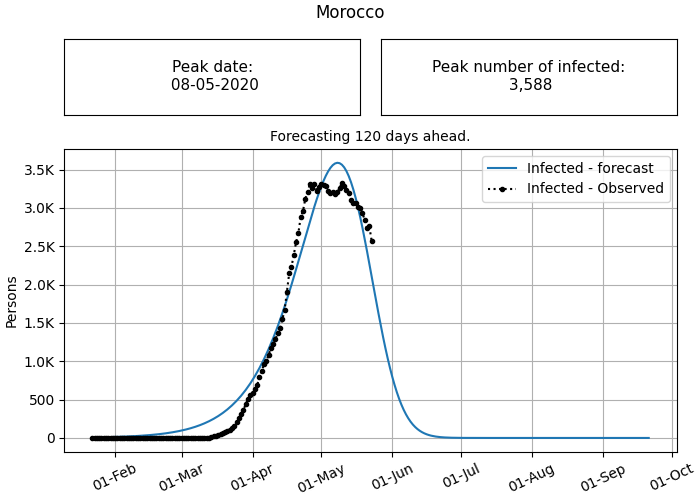 Morocco
Peak date:
08-05-2020
Peak number of infected:
3,588
Forecasting 120 days ahead.
Infected - forecast
Infected - Observed
Persons
3.5K
3.0K
2.5K
2.0K
1.5K
1.0K
500
0
01-Feb
01-Mar
01-Apr
01-May
01-Jun
01-Jul
01-Aug
01-Sep
01-Oct